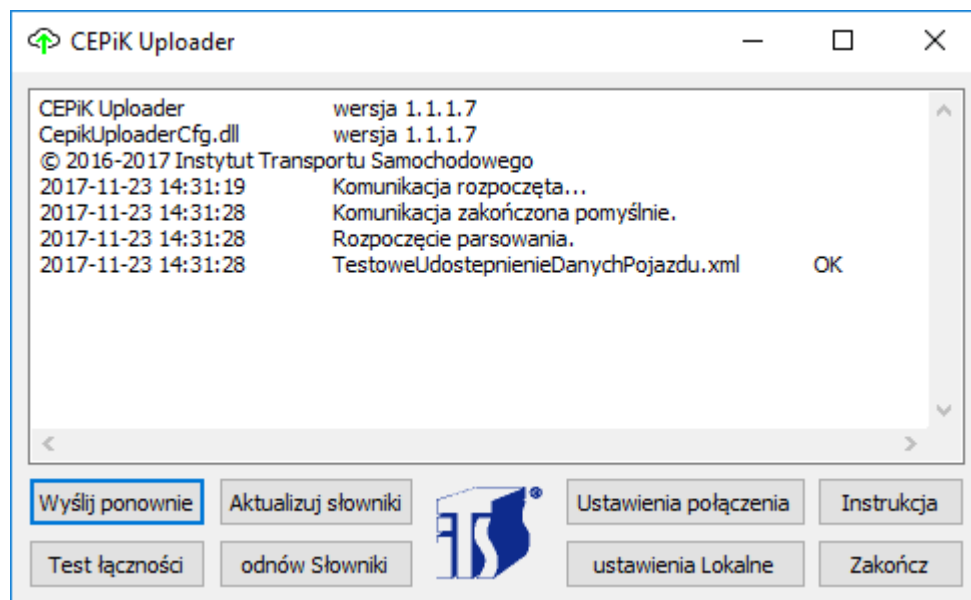 CEPiK Uploader
CEPiK Uploader wersja 1.1.1.7
CepikUploaderCfg.dll wersja 1.1.1.7
© 2016-2017 Instytut Transportu Samochodowego
2017-11-23 14:31:19 Komunikacja rozpoczęta...
2017-11-23 14:31:28 Komunikacja zakończona pomyślnie.
2017-11-23 14:31:28 Rozpoczęcie parsowania.
2017-11-23 14:31:28 TestoweUdostepnienieDanychPojazdu.xml OK
Wyślij ponownie Aktualizuj słowniki ITS® Ustawienia połączenia Instrukcja
Test łączności odnów Słowniki ustawienia Lokalne Zakończ